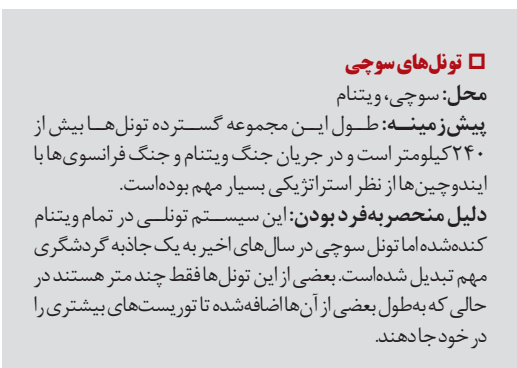 تونل‌های سوچی
محل: سوچی، ویتنام
پیش‌زمینه: طول این مجموعه گسترده تونل‌ها بیش از
۲۴۰کیلومتر است و در جریان جنگ ویتنام و جنگ فرانسوی‌ها با
ایندوچین‌ها از نظر استراتژیکی بسیار مهم بوده‌است.
دلیل منحصربه‌فرد بودن: این سیستم تونلی در تمام ویتنام
کنده‌شده اما تونل سوچی در سال‌های اخیر به یک جاذبه گردشگری
مهم تبدیل شده‌است. بعضی از این تونل‌ها فقط چند متر هستند در
حالی که به‌طول بعضی از آن‌ها اضافه‌شده تا توریست‌های بیشتری را
در خود جا دهند.